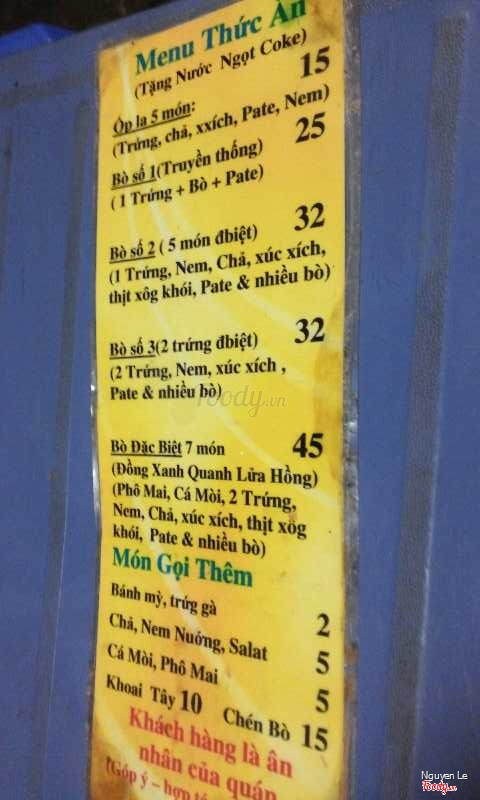 Menu Thức Ăn
(Tặng Nước Ngọt Coke)
Ốp la 5 món: 15
(Trứng, chả, xxích, Pate, Nem)
Bò số 1(Truyền thống) 25
( 1 Trứng + Bò + Pate)
Bò số 2 ( 5 món đbiệt) 32
(1 Trứng, Nem, Chả, xúc xích,
thịt xôg khói, Pate & nhiều bò)
Bò số 3(2 trứng đbiệt) 32
(2 Trứng, Nem, xúc xích ,
Pate & nhiều bò)
Bò Đặc Biệt 7 món 45
(Đồng Xanh Quanh Lửa Hồng)
(Phô Mai, Cá Mòi, 2 Trứng,
Nem, Chả, xúc xích, thịt xôg
khói, Pate & nhiều bò)
Món Gọi Thêm
Bánh mỳ, trứg gà 2
Chả, Nem Nướng, Salat 5
Cá Mòi, Phô Mai 5
Khoai Tây 10 Chén Bò 15
Khách hàng là ân
nhân của quán
(Góp ý – hợp
foody.vn
Nguyen Le
Foody.vn